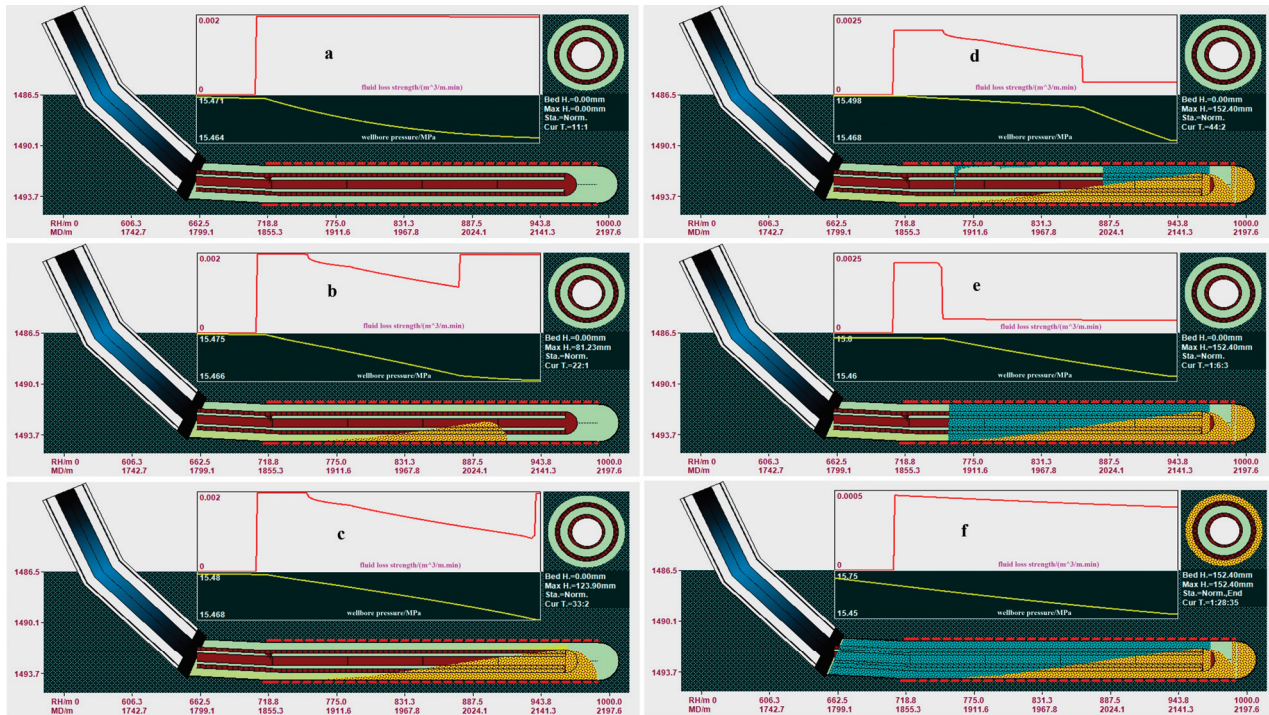 0.002
a
0
fluid loss strength/(m^3/m.min)
15.471
wellbore pressure/MPa
15.464
Bed H.=0.00mm
Max H.=0.00mm
Sta.=Norm.
Cur T.=11:1
1486.5
1490.1
1493.7
RH/m 0 606.3 662.5 718.8 775.0 831.3 887.5 943.8 1000.0
MD/m 1742.7 1799.1 1855.3 1911.6 1967.8 2024.1 2141.3 2197.6
0.0025
d
0
fluid loss strength/(m^3/m.min)
15.498
wellbore pressure/MPa
15.468
Bed H.=0.00mm
Max H.=152.40mm
Sta.=Norm.
Cur T.=44:2
1486.5
1490.1
1493.7
RH/m 0 606.3 662.5 718.8 775.0 831.3 887.5 943.8 1000.0
MD/m 1742.7 1799.1 1855.3 1911.6 1967.8 2024.1 2141.3 2197.6
0.002
b
0
fluid loss strength/(m^3/m.min)
15.475
wellbore pressure/MPa
15.466
Bed H.=0.00mm
Max H.=81.23mm
Sta.=Norm.
Cur T.=22:1
1486.5
1490.1
1493.7
RH/m 0 606.3 662.5 718.8 775.0 831.3 887.5 943.8 1000.0
MD/m 1742.7 1799.1 1855.3 1911.6 1967.8 2024.1 2141.3 2197.6
0.0025
e
0
fluid loss strength/(m^3/m.min)
15.6
wellbore pressure/MPa
15.46
Bed H.=0.00mm
Max H.=152.40mm
Sta.=Norm.
Cur T.=1:6:3
1486.5
1490.1
1493.7
RH/m 0 606.3 662.5 718.8 775.0 831.3 887.5 943.8 1000.0
MD/m 1742.7 1799.1 1855.3 1911.6 1967.8 2024.1 2141.3 2197.6
0.002
c
0
fluid loss strength/(m^3/m.min)
15.48
wellbore pressure/MPa
15.468
Bed H.=0.00mm
Max H.=123.90mm
Sta.=Norm.
Cur T.=33:2
1486.5
1490.1
1493.7
RH/m 0 606.3 662.5 718.8 775.0 831.3 887.5 943.8 1000.0
MD/m 1742.7 1799.1 1855.3 1911.6 1967.8 2024.1 2141.3 2197.6
0.0005
f
0
fluid loss strength/(m^3/m.min)
15.75
wellbore pressure/MPa
15.45
Bed H.=152.40mm
Max H.=152.40mm
Sta.=Norm.,End
Cur T.=1:28:35
1486.5
1490.1
1493.7
RH/m 0 606.3 662.5 718.8 775.0 831.3 887.5 943.8 1000.0
MD/m 1742.7 1799.1 1855.3 1911.6 1967.8 2024.1 2141.3 2197.6